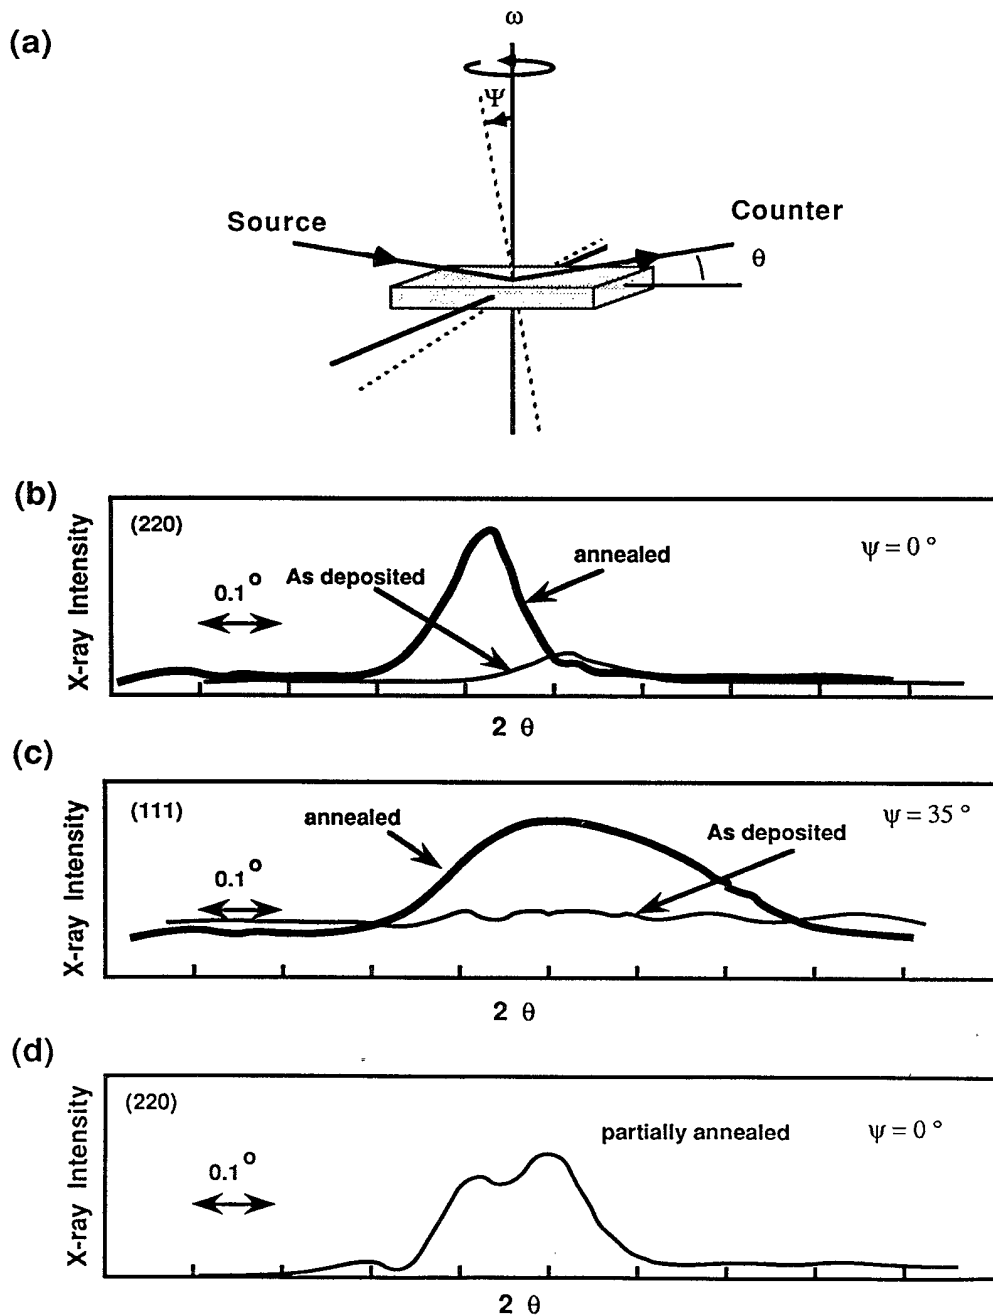 (a)
ω
Ψ
Source
Counter
θ
(b)
X-ray Intensity
(220)
ψ = 0 °
As deposited
annealed
0.1 °
2 θ
(c)
X-ray Intensity
(111)
annealed
ψ = 35 °
As deposited
0.1 °
2 θ
(d)
X-ray Intensity
(220)
partially annealed
ψ = 0 °
0.1 °
2 θ